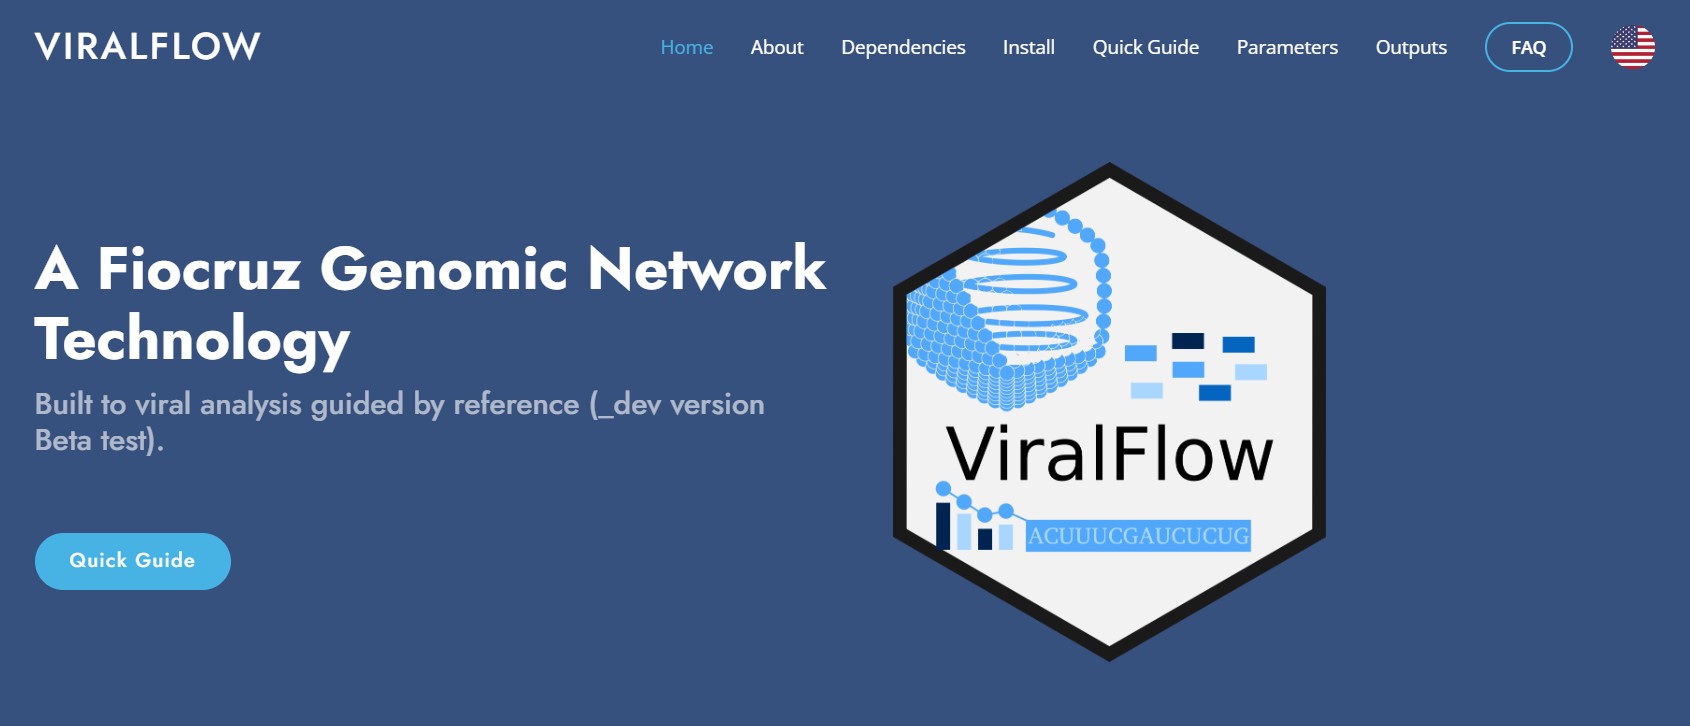 VIRALFLOW
Home About Dependencies Install Quick Guide Parameters Outputs FAQ
A Fiocruz Genomic Network
Technology
Built to viral analysis guided by reference (_dev version
Beta test).
Quick Guide
ViralFlow
ACUUUCGAUCUCUG